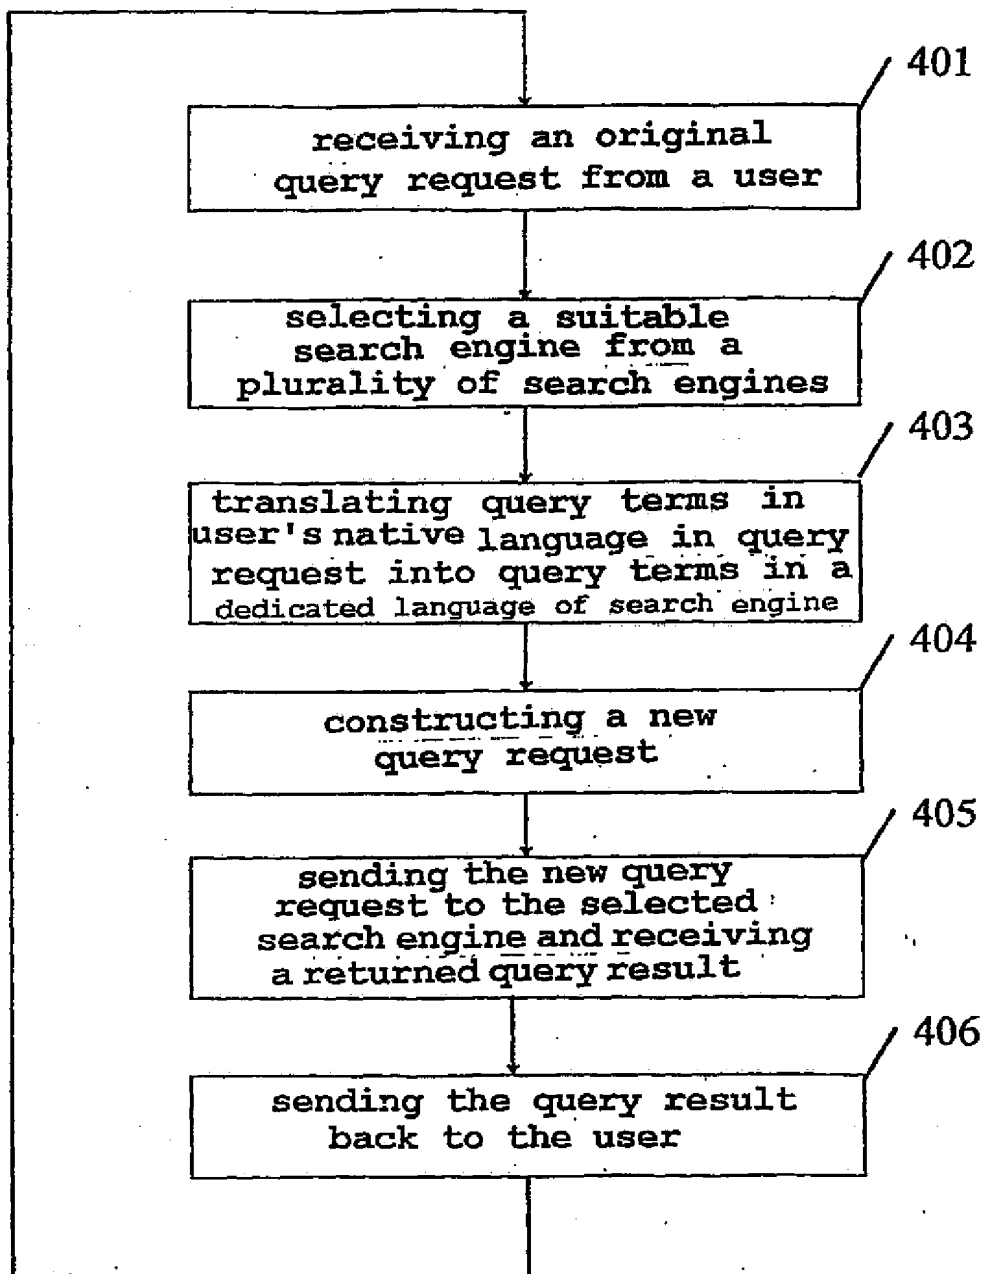 401
receiving an original
query request from a user
402
selecting a suitable
search engine from a
plurality of search engines
403
translating query terms in
user's native language in query
request into query terms in a
dedicated language of search engine
404
constructing a new
query request
405
sending the new query
request to the selected
search engine and receiving
a returned query result
406
sending the query result
back to the user